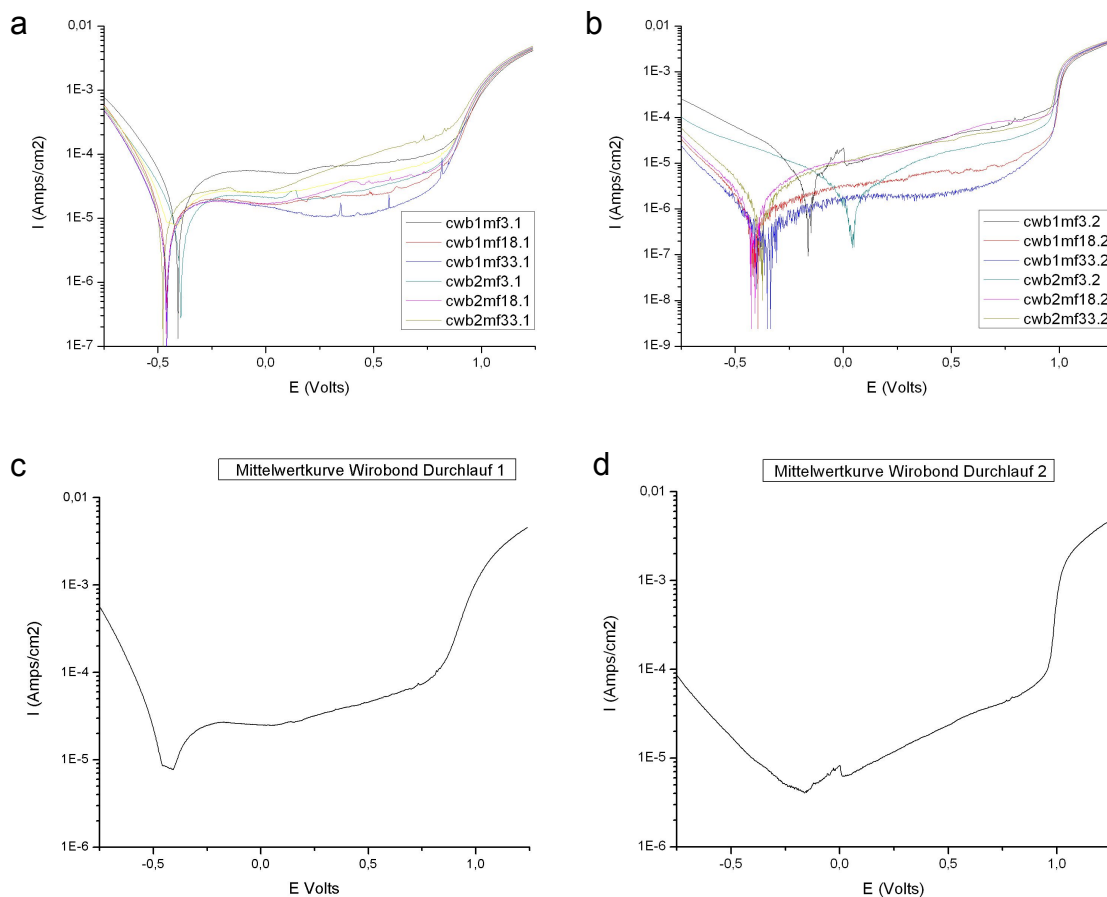 a
0,01
1E-3
1E-4
1E-5
1E-6
1E-7
I (Amps/cm2)
-0,5
0,0
0,5
1,0
E (Volts)
cwb1mf3.1
cwb1mf18.1
cwb1mf33.1
cwb2mf3.1
cwb2mf18.1
cwb2mf33.1
b
0,01
1E-3
1E-4
1E-5
1E-6
1E-7
1E-8
1E-9
I (Amps/cm2)
-0,5
0,0
0,5
1,0
E (Volts)
cwb1mf3.2
cwb1mf18.2
cwb1mf33.2
cwb2mf3.2
cwb2mf18.2
cwb2mf33.2
c
Mittelwertkurve Wirobond Durchlauf 1
0,01
1E-3
1E-4
1E-5
1E-6
I (Amps/cm2)
-0,5
0,0
0,5
1,0
E Volts
d
Mittelwertkurve Wirobond Durchlauf 2
0,01
1E-3
1E-4
1E-5
1E-6
I (Amps/cm2)
-0,5
0,0
0,5
1,0
E (Volts)